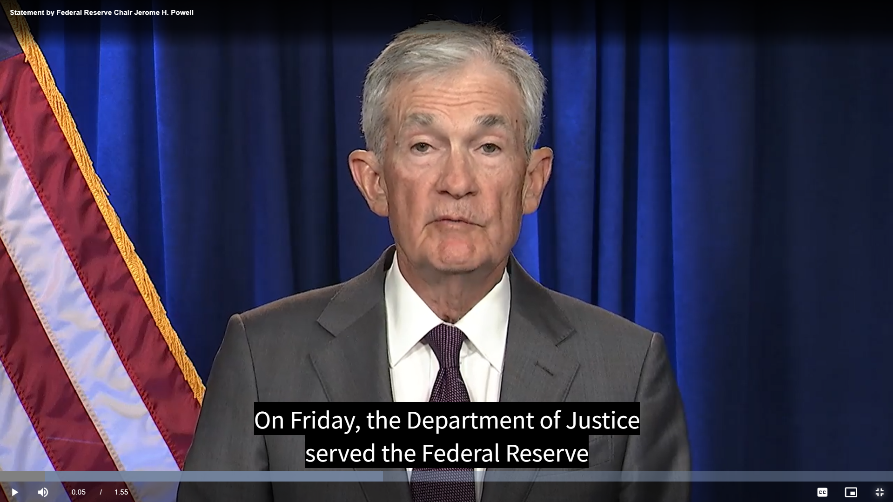 Statement by Federal Reserve Chair Jerome H. Powell
On Friday, the Department of Justice
served the Federal Reserve
0:05 / 1:55
CC